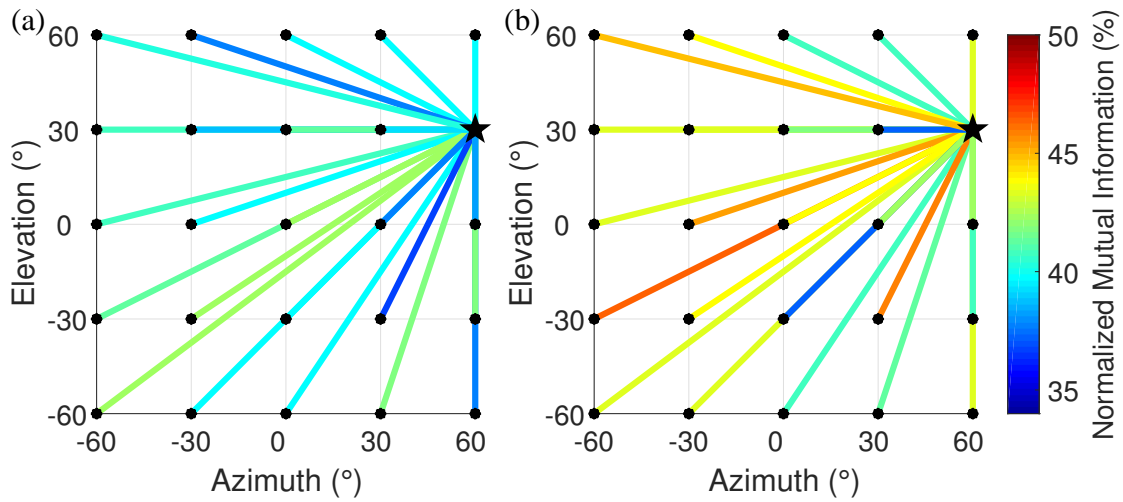 (a)
60
30
0
-30
-60
Elevation (°)
-60 -30 0 30 60
Azimuth (°)
(b)
60
30
0
-30
-60
Elevation (°)
-60 -30 0 30 60
Azimuth (°)
50
45
40
35
Normalized Mutual Information (%)